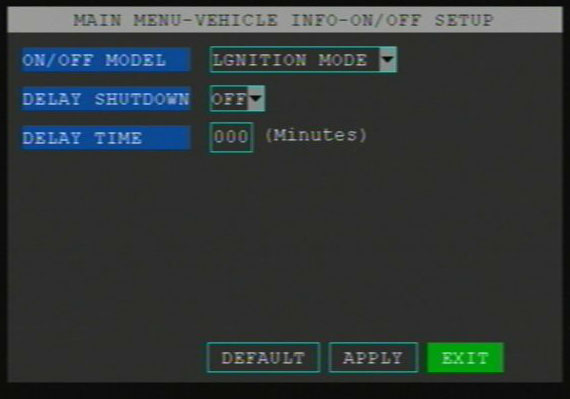 MAIN MENU-VEHICLE INFO-ON/OFF SETUP
ON/OFF MODEL LGNITION MODE
DELAY SHUTDOWN OFF
DELAY TIME 000 (Minutes)
DEFAULT APPLY EXIT